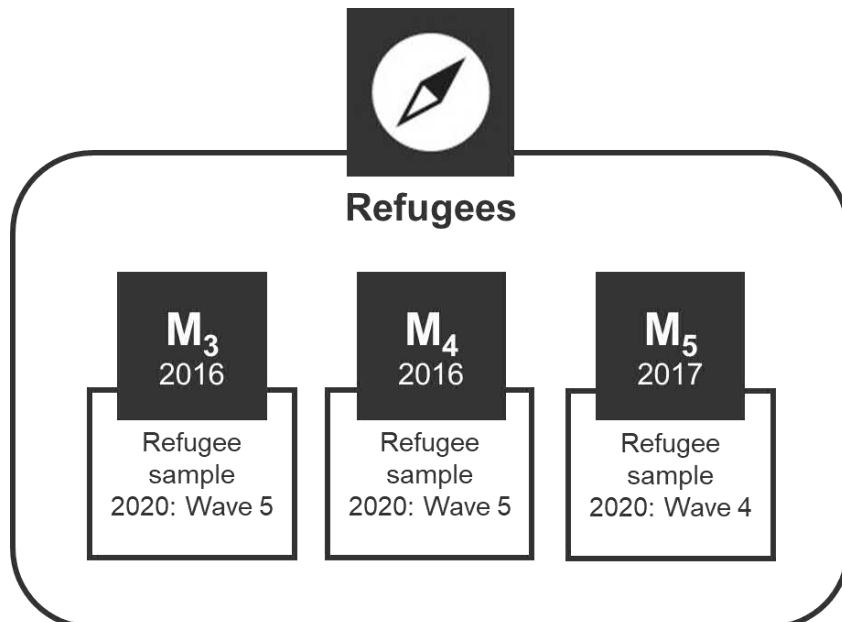 Refugees
M3
2016
Refugee
sample
2020: Wave 5
M4
2016
Refugee
sample
2020: Wave 5
M5
2017
Refugee
sample
2020: Wave 4